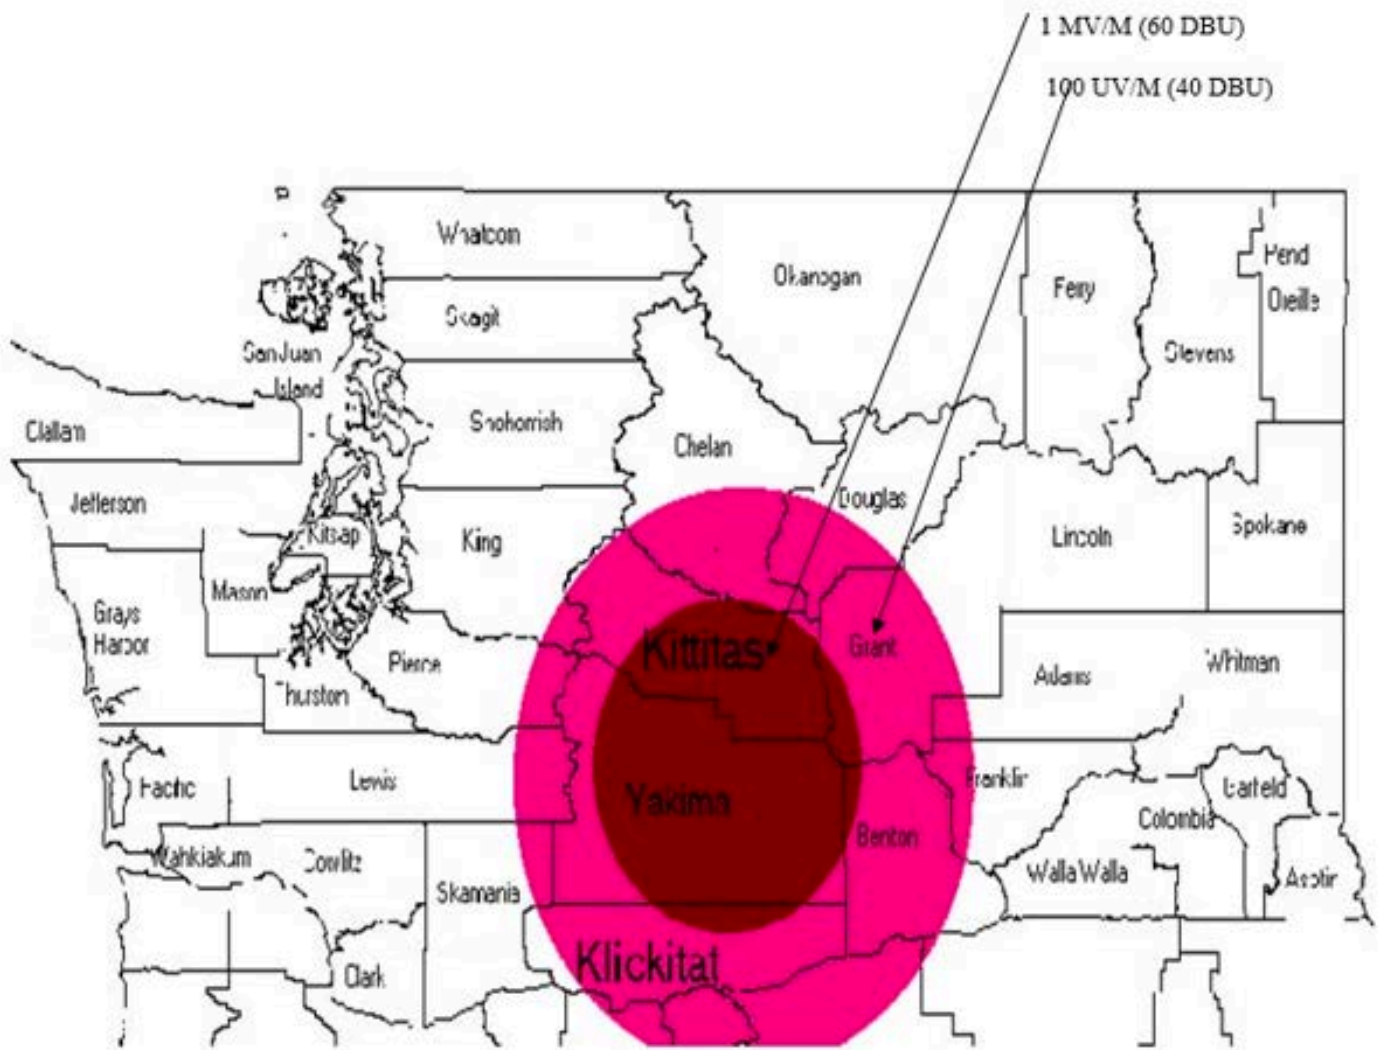 1 MV/M (60 DBU)
100 UV/M (40 DBU)
Whatcom
Okanogan
Ferry
Pend
Oreille
Skagit
San Juan
Island
Stevens
Snohomish
Clallam
Chelan
Jefferson
Douglas
Kitsap
King
Lincoln
Spokane
Mason
Grays
Harbor
Kittitas
Grant
Pierce
Adams
Whitman
Thurston
Pacific
Lewis
Yakima
Franklin
Garfield
Colombia
Benton
Wahkiakum
Cowlitz
Skamania
Walla Walla
Asotin
Klickitat
Clark